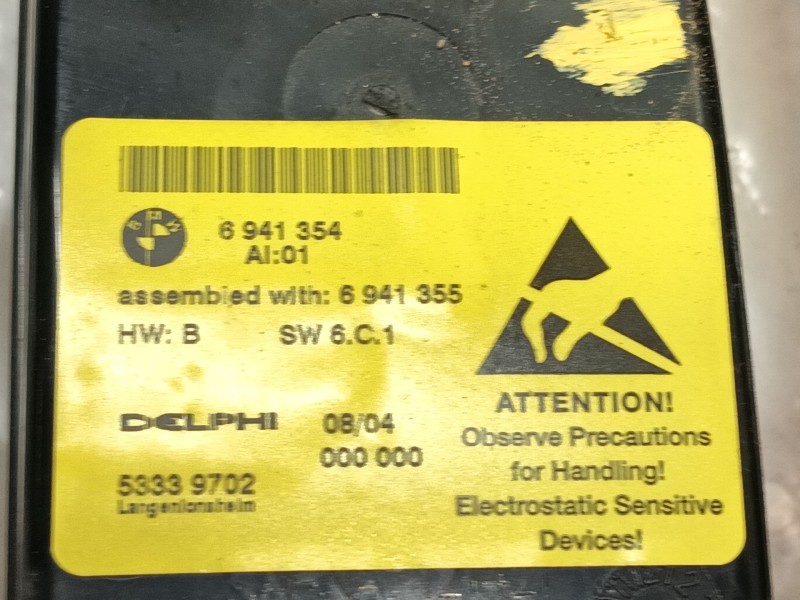 BMW
6 941 354
AI:01
assembled with: 6 941 355
HW: B SW 6.C.1
DELPHI 08/04
000 000
5333 9702
Langenlonsheim
ATTENTION!
Observe Precautions
for Handling!
Electrostatic Sensitive
Devices!